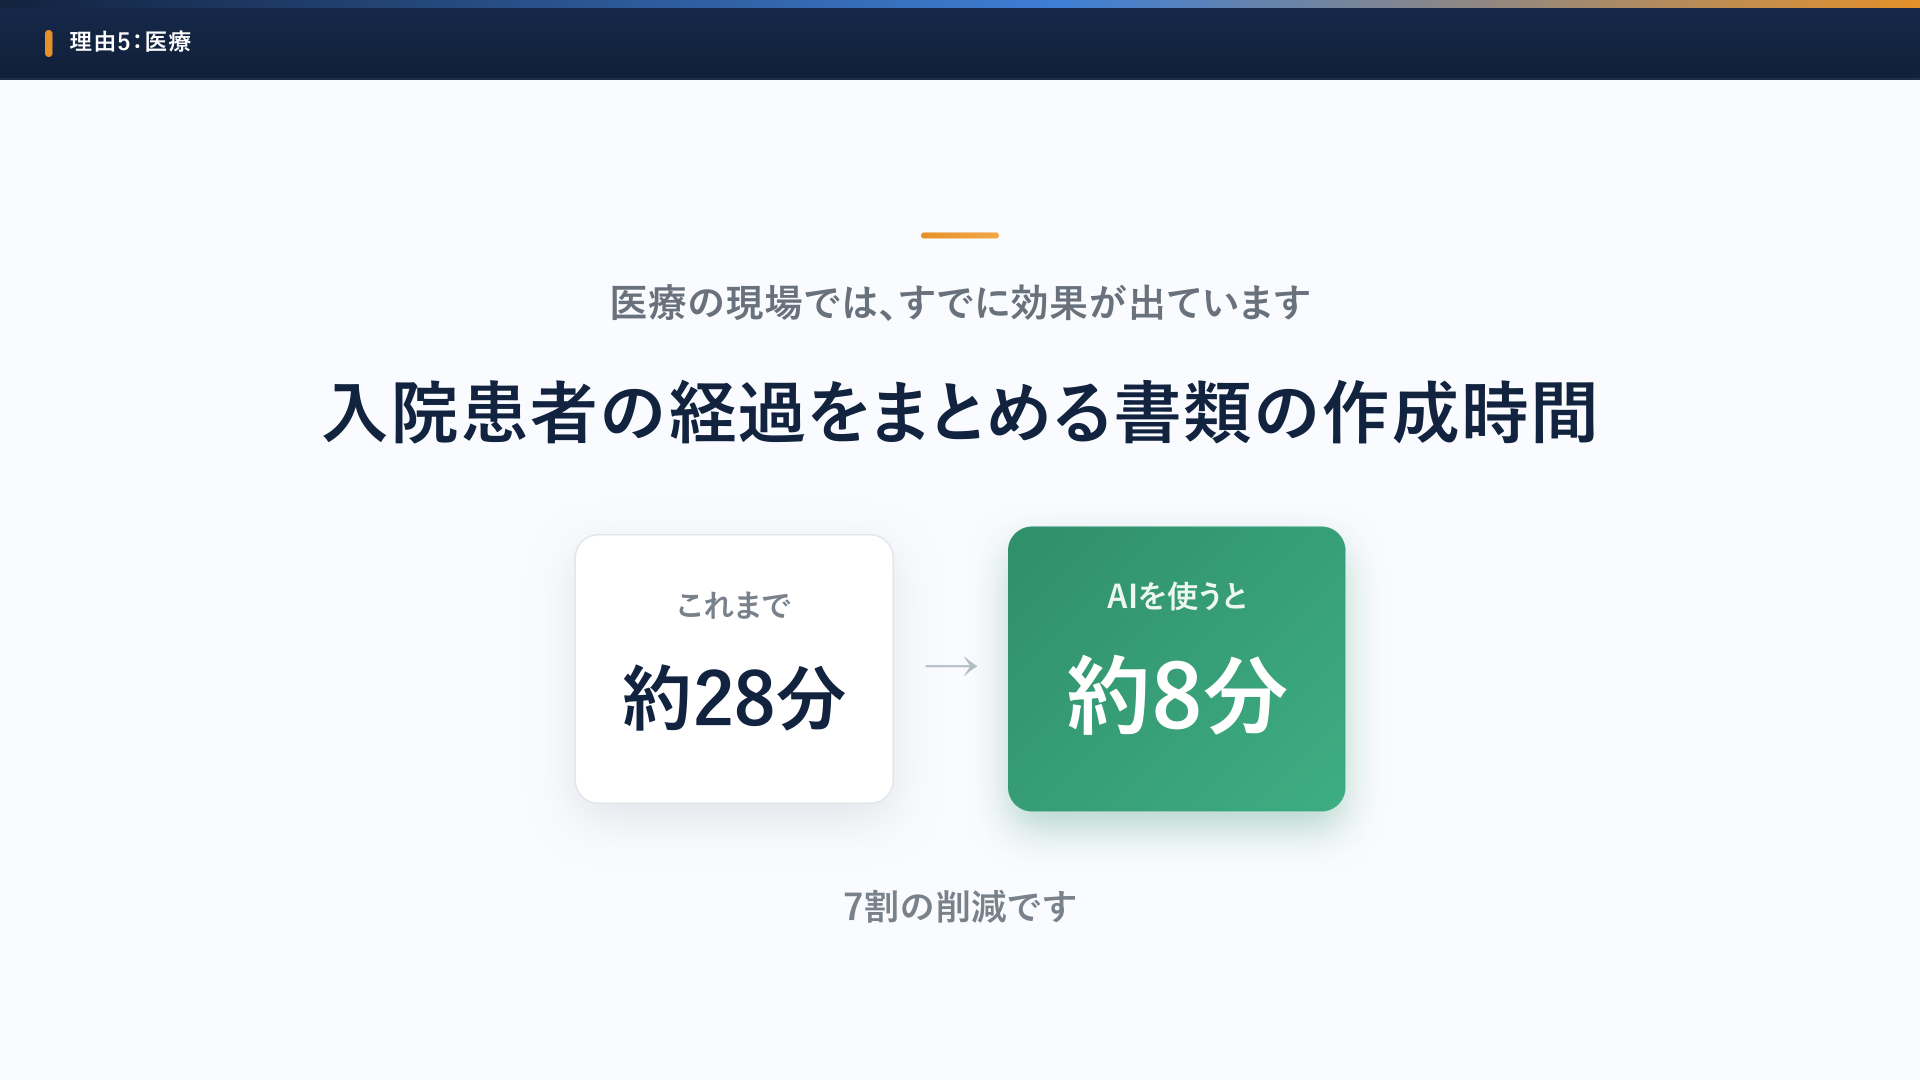 理由5：医療
医療の現場では、すでに効果が出ています
入院患者の経過をまとめる書類の作成時間
これまで
約28分
→
AIを使うと
約8分
7割の削減です